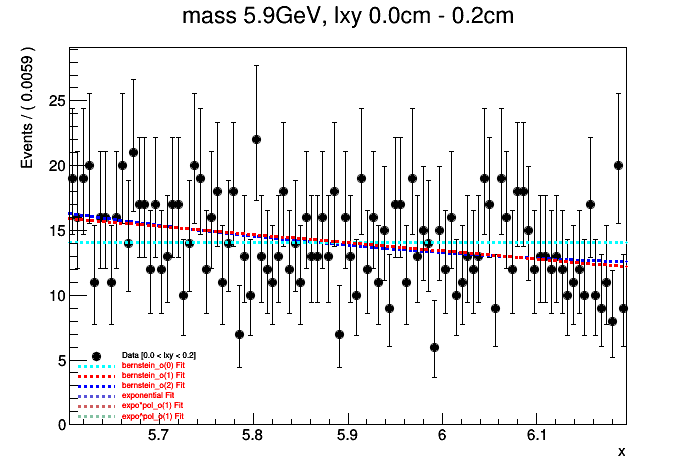 mass 5.9GeV, lxy 0.0cm - 0.2cm
Events / ( 0.0059 )
25
20
15
10
5
0
Data [0.0 < lxy < 0.2]
bernstein_o(0) Fit
bernstein_o(1) Fit
bernstein_o(2) Fit
exponential Fit
expo*pol_o(1) Fit
expo*pol_o(1) Fit
5.7 5.8 5.9 6 6.1
x